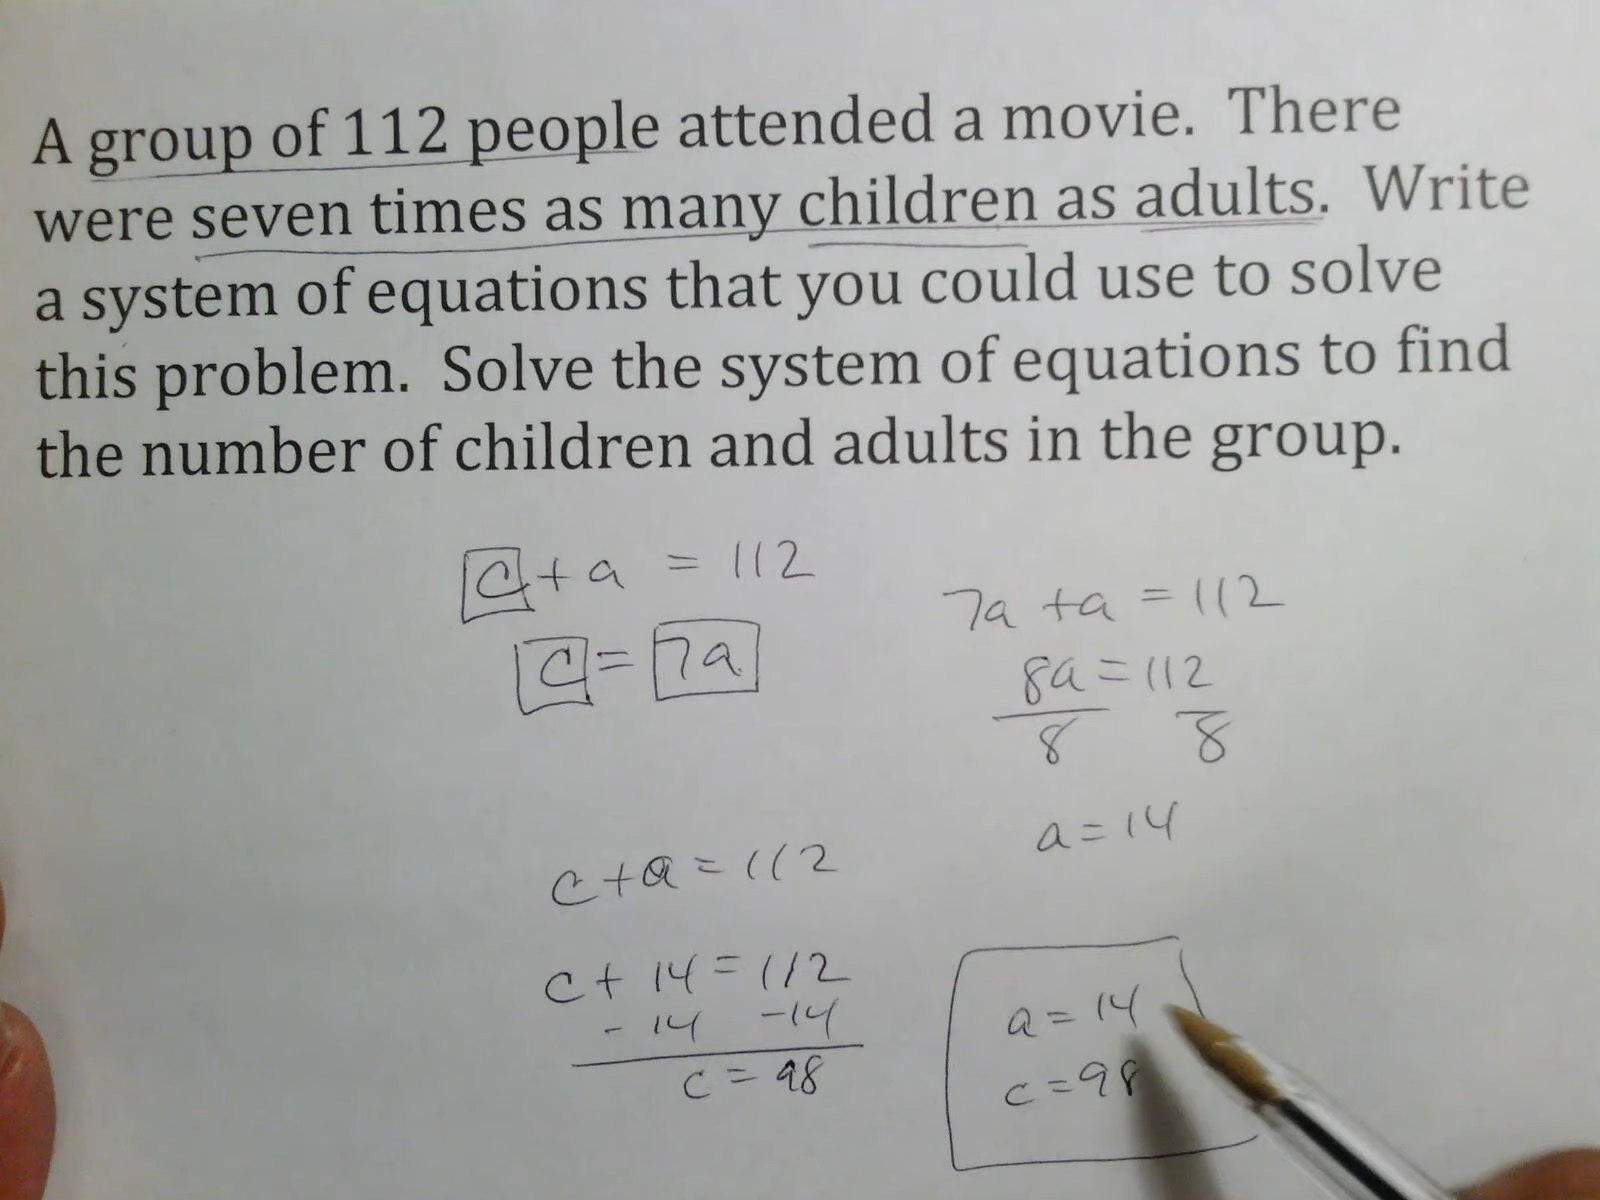 A group of 112 people attended a movie. There
were seven times as many children as adults. Write
a system of equations that you could use to solve
this problem. Solve the system of equations to find
the number of children and adults in the group.
c + a = 112
c = 7a
7a + a = 112
8a = 112
8 8
a = 14
c + a = 112
c + 14 = 112
- 14 -14
c = 98
a = 14
c = 98